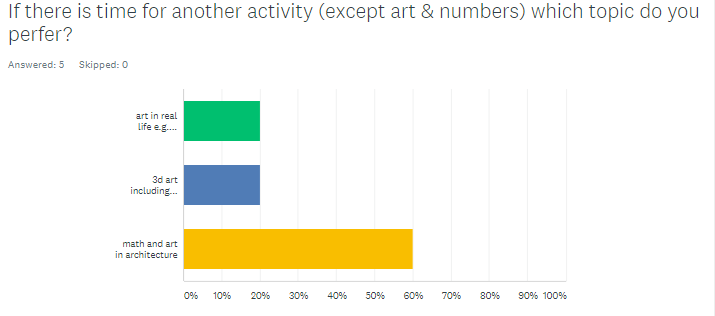 If there is time for another activity (except art & numbers) which topic do you
perfer?
Answered: 5 Skipped: 0
art in real
life e.g....
3d art
including...
math and art
in architecture
0% 10% 20% 30% 40% 50% 60% 70% 80% 90% 100%